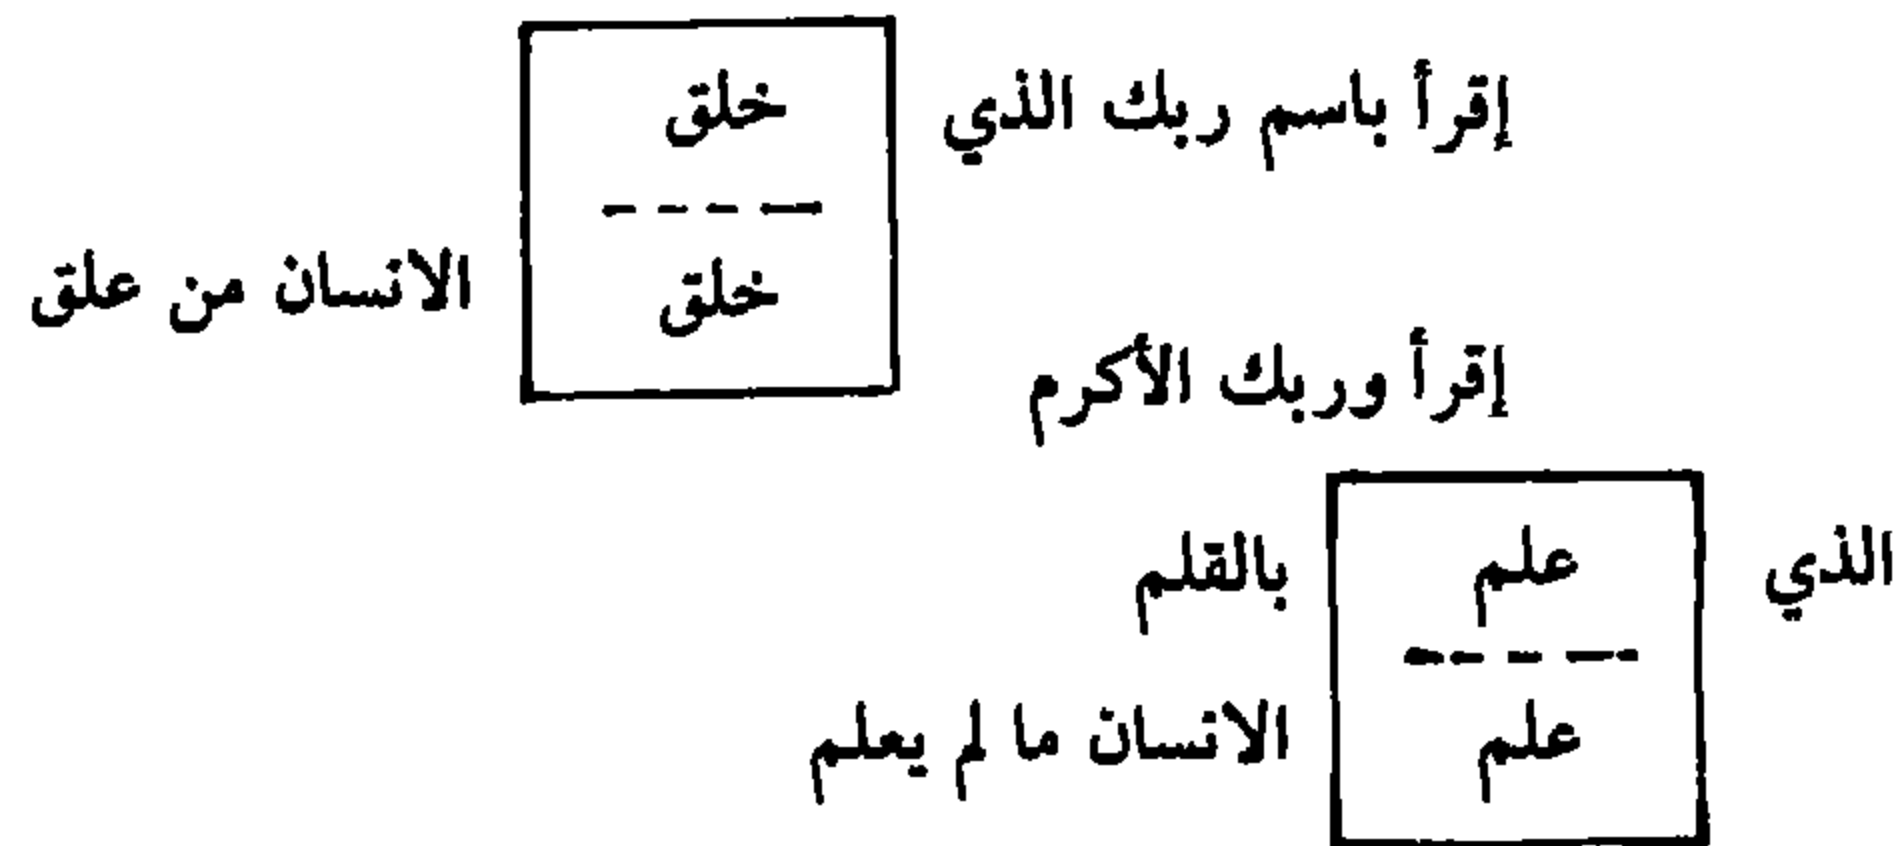 إقرأ باسم ربك الذي خلق
خلق الانسان من علق
إقرأ وربك الأكرم
الذي علم بالقلم
علم الانسان ما لم يعلم